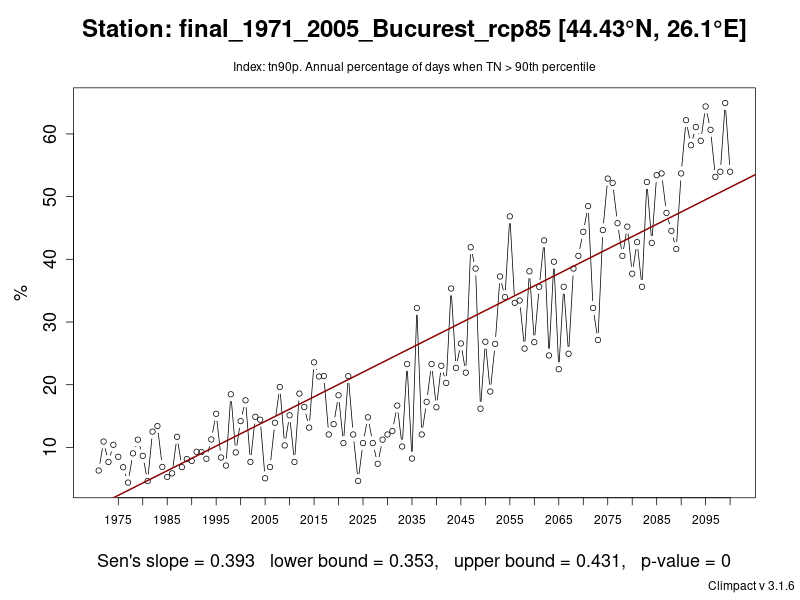 Station: final_1971_2005_Bucurest_rcp85 [44.43°N, 26.1°E]
Index: tn90p. Annual percentage of days when TN > 90th percentile
60
50
40
30
20
10
%
1975 1985 1995 2005 2015 2025 2035 2045 2055 2065 2075 2085 2095
Sen's slope = 0.393 lower bound = 0.353, upper bound = 0.431, p-value = 0
Climpact v 3.1.6